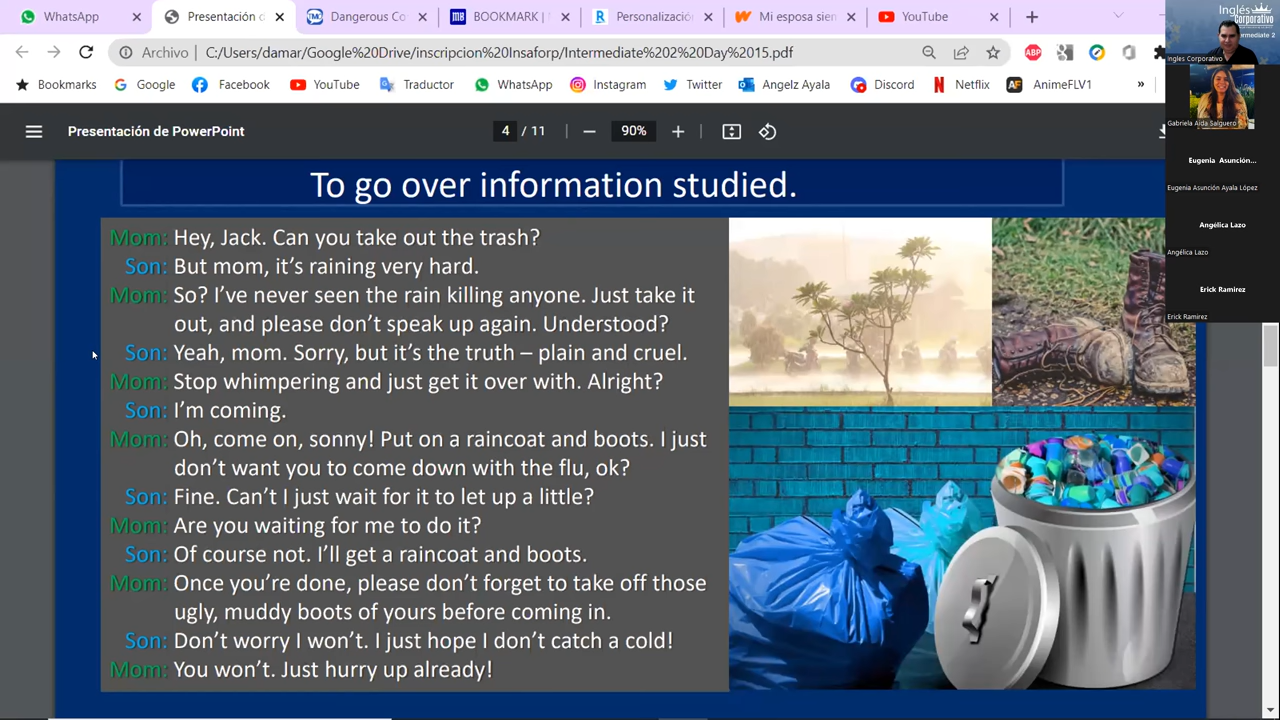 WhatsApp
Presentación d
Dangerous Co
BOOKMARK
Personalización
Mi esposa sien
YouTube
Archivo
C:/Users/damar/Google%20Drive/inscripcion%20Insaforp/Intermediate%202%20Day%2015.pdf
Bookmarks
Google
Facebook
YouTube
Traductor
WhatsApp
Instagram
Twitter
Angelz Ayala
Discord
Netflix
AnimeFLV1
»
Presentación de PowerPoint
4 / 11
90%
To go over information studied.
Mom: Hey, Jack. Can you take out the trash?
Son: But mom, it’s raining very hard.
Mom: So? I’ve never seen the rain killing anyone. Just take it
out, and please don’t speak up again. Understood?
Son: Yeah, mom. Sorry, but it’s the truth – plain and cruel.
Mom: Stop whimpering and just get it over with. Alright?
Son: I’m coming.
Mom: Oh, come on, sonny! Put on a raincoat and boots. I just
don’t want you to come down with the flu, ok?
Son: Fine. Can’t I just wait for it to let up a little?
Mom: Are you waiting for me to do it?
Son: Of course not. I’ll get a raincoat and boots.
Mom: Once you’re done, please don’t forget to take off those
ugly, muddy boots of yours before coming in.
Son: Don’t worry I won’t. I just hope I don’t catch a cold!
Mom: You won’t. Just hurry up already!
Inglés
Corporativo
ermediate 2
Ingles Corporativo
Gabriela Aida Salguero
Eugenia Asunción...
Eugenia Asunción Ayala López
Angélica Lazo
Angélica Lazo
Erick Ramirez
Erick Ramirez